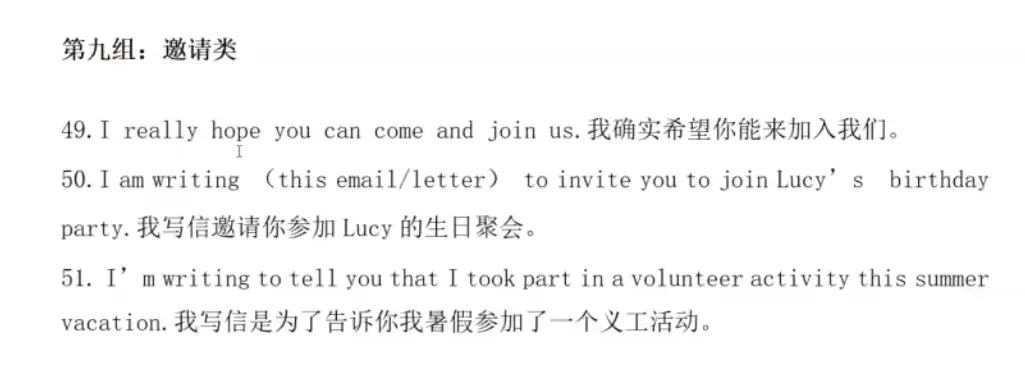 第九组：邀请类
49.I really hope you can come and join us.我确实希望你能来加入我们。
50.I am writing （this email/letter） to invite you to join Lucy’s birthday
party.我写信邀请你参加 Lucy 的生日聚会。
51. I’m writing to tell you that I took part in a volunteer activity this summer
vacation.我写信是为了告诉你我暑假参加了一个义工活动。